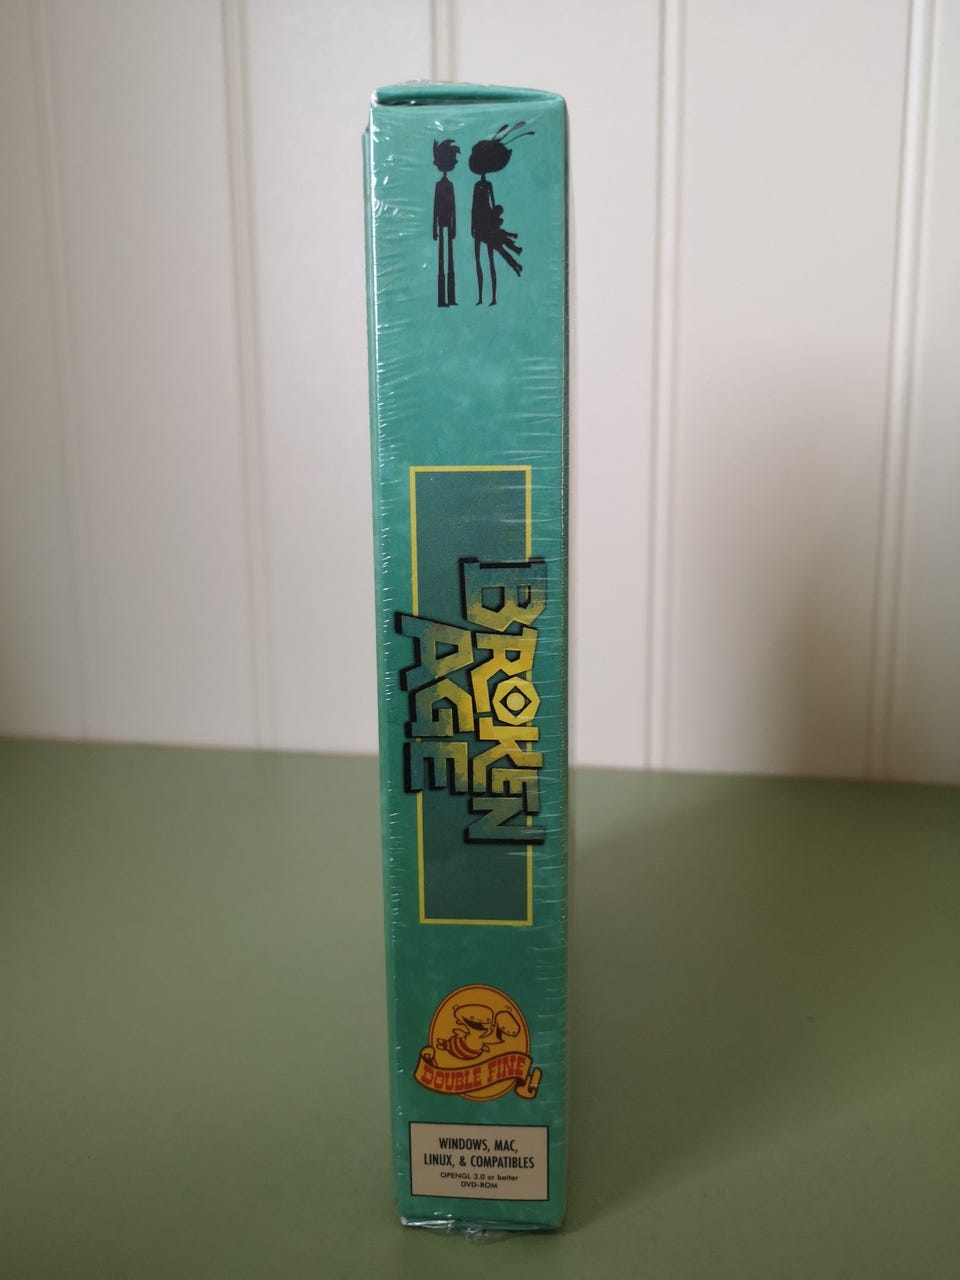 BROKEN
AGE
DOUBLE FINE
WINDOWS, MAC,
LINUX, & COMPATIBLES
OPENGL 3.0 or better
DVD-ROM